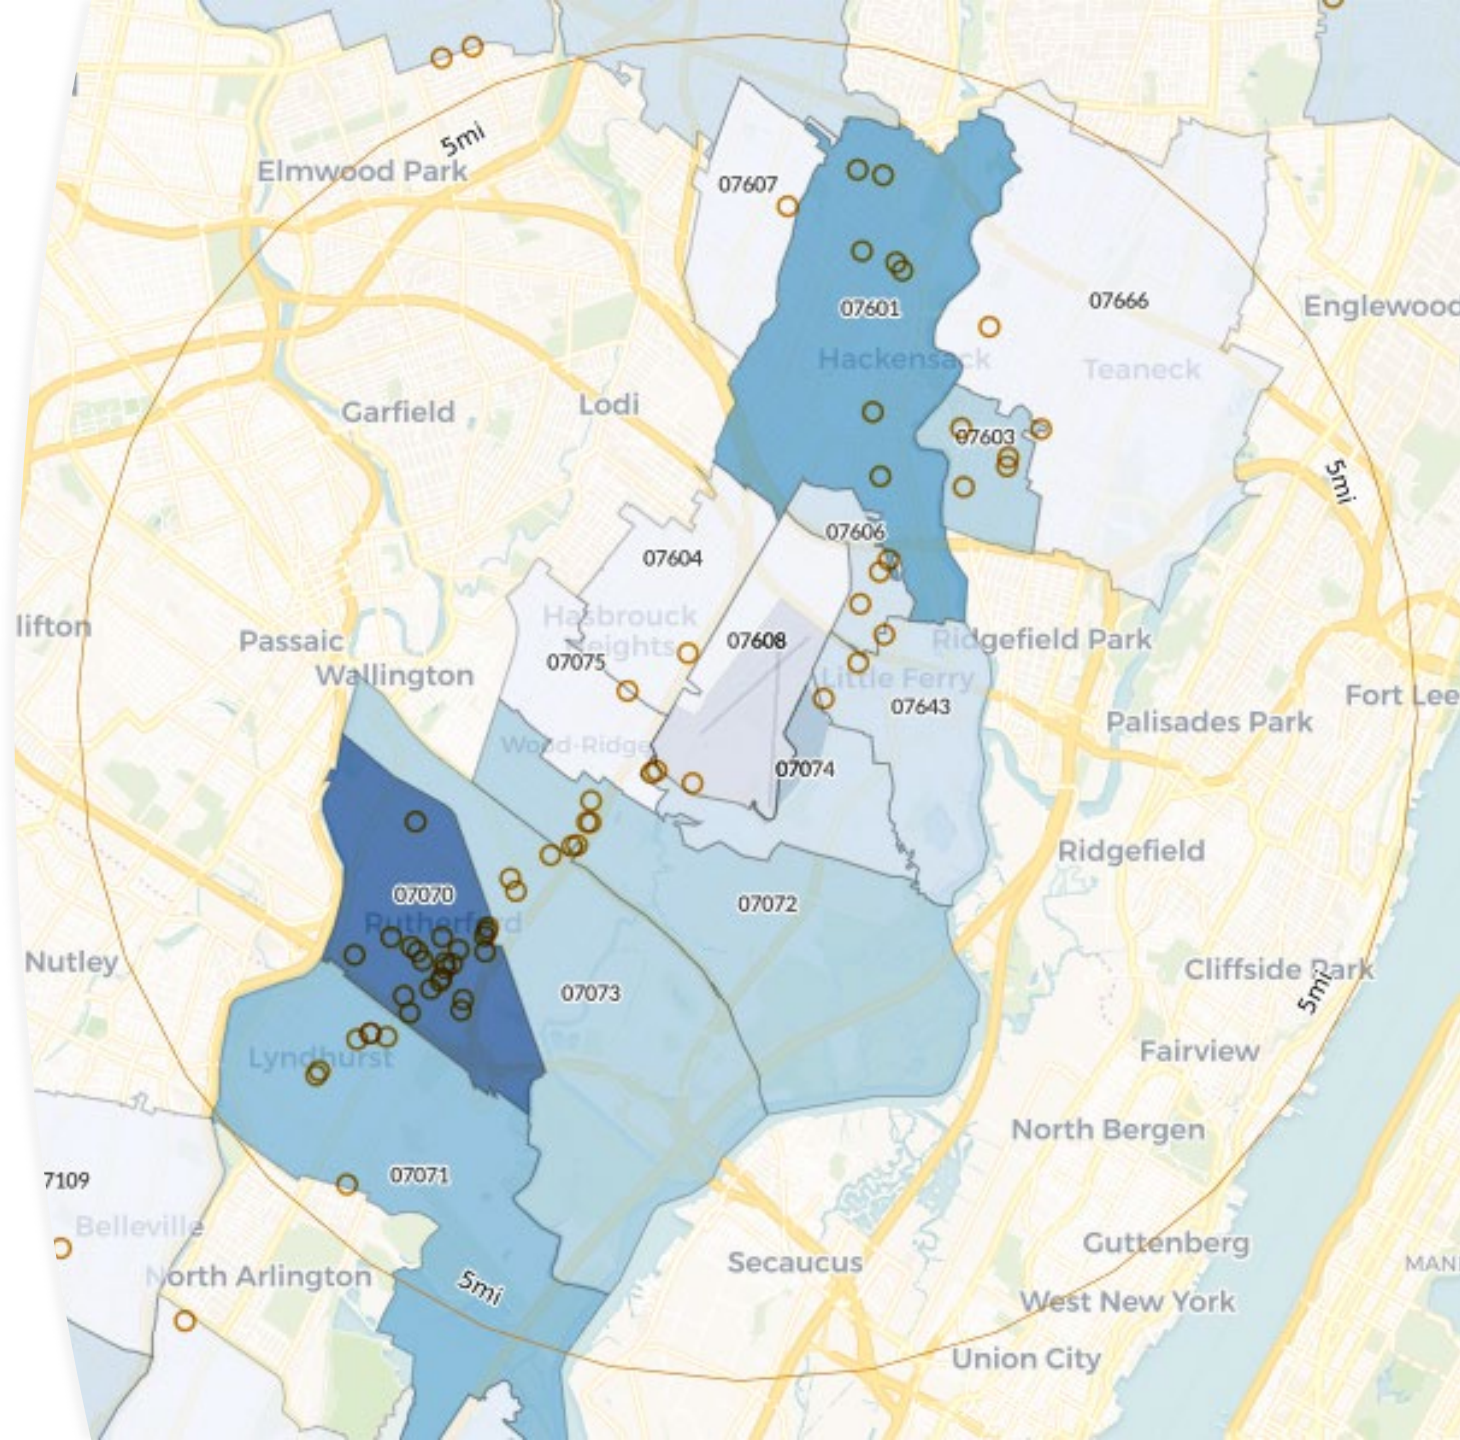 5mi
Elmwood Park
07607
07601
07666
Englewood
Hackensack
Teaneck
Garfield
Lodi
07603
5mi
07606
07604
Hasbrouck
Heights
lifton
Passaic
07608
Ridgefield Park
07075
Wallington
Little Ferry
Fort Lee
07643
Palisades Park
Wood-Ridge
07074
Ridgefield
07070
07072
Rutherford
Nutley
Cliffside Park
07073
5mi
Lyndhurst
Fairview
North Bergen
07071
7109
Belleville
Guttenberg
Secaucus
MAN
North Arlington
5mi
West New York
Union City